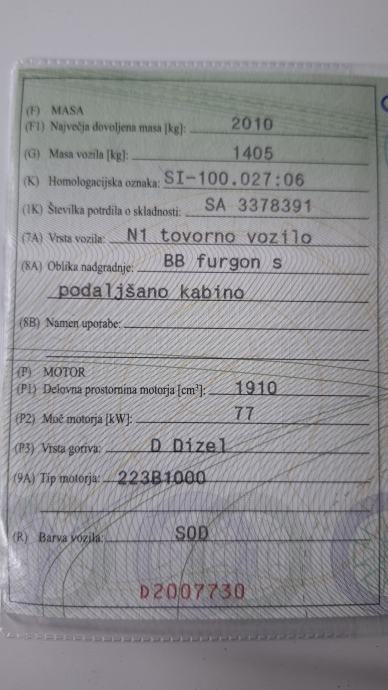 (F) MASA
(F1) Največja dovoljena masa [kg]: 2010
(G) Masa vozila [kg]: 1405
(K) Homologacijska oznaka: SI-100.027:06
(1K) Številka potrdila o skladnosti: SA 3378391
(7A) Vrsta vozila: N1 tovorno vozilo
(8A) Oblika nadgradnje: BB furgon s
podaljšano kabino
(8B) Namen uporabe:
(P) MOTOR
(P1) Delovna prostornina motorja [cm³]: 1910
(P2) Moč motorja [kW]: 77
(P3) Vrsta goriva: D Dizel
(9A) Tip motorja: 223B1000
(R) Barva vozila: SOD
D2007730